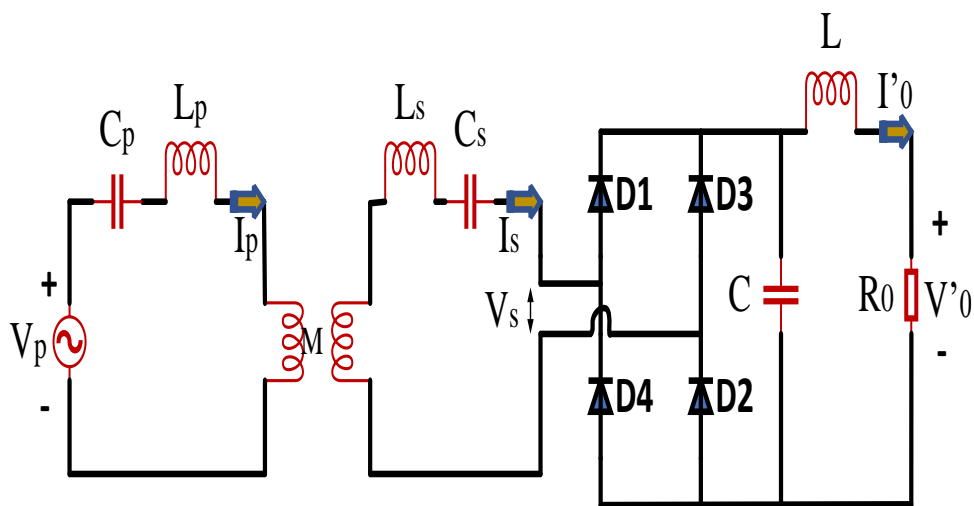 L
I'0
Lp
Ls
Cp
Cs
D1
D3
+
Ip
Is
+
C
R0
V'0
Vs
Vp
M
-
-
D4
D2